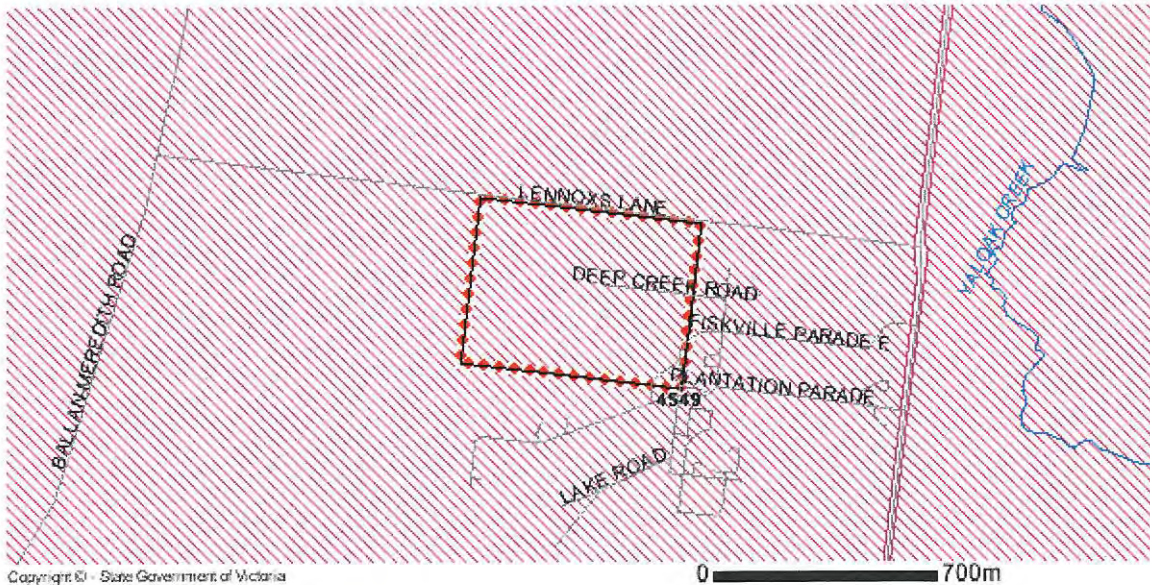 LENNOXS LANE
BALLANMEREDITH ROAD
DEEP CREEK ROAD
YALOAK CREEK
FISKVILLE PARADE E
PLANTATION PARADE
4549
LAKE ROAD
Copyright © - State Government of Victoria
0 700m